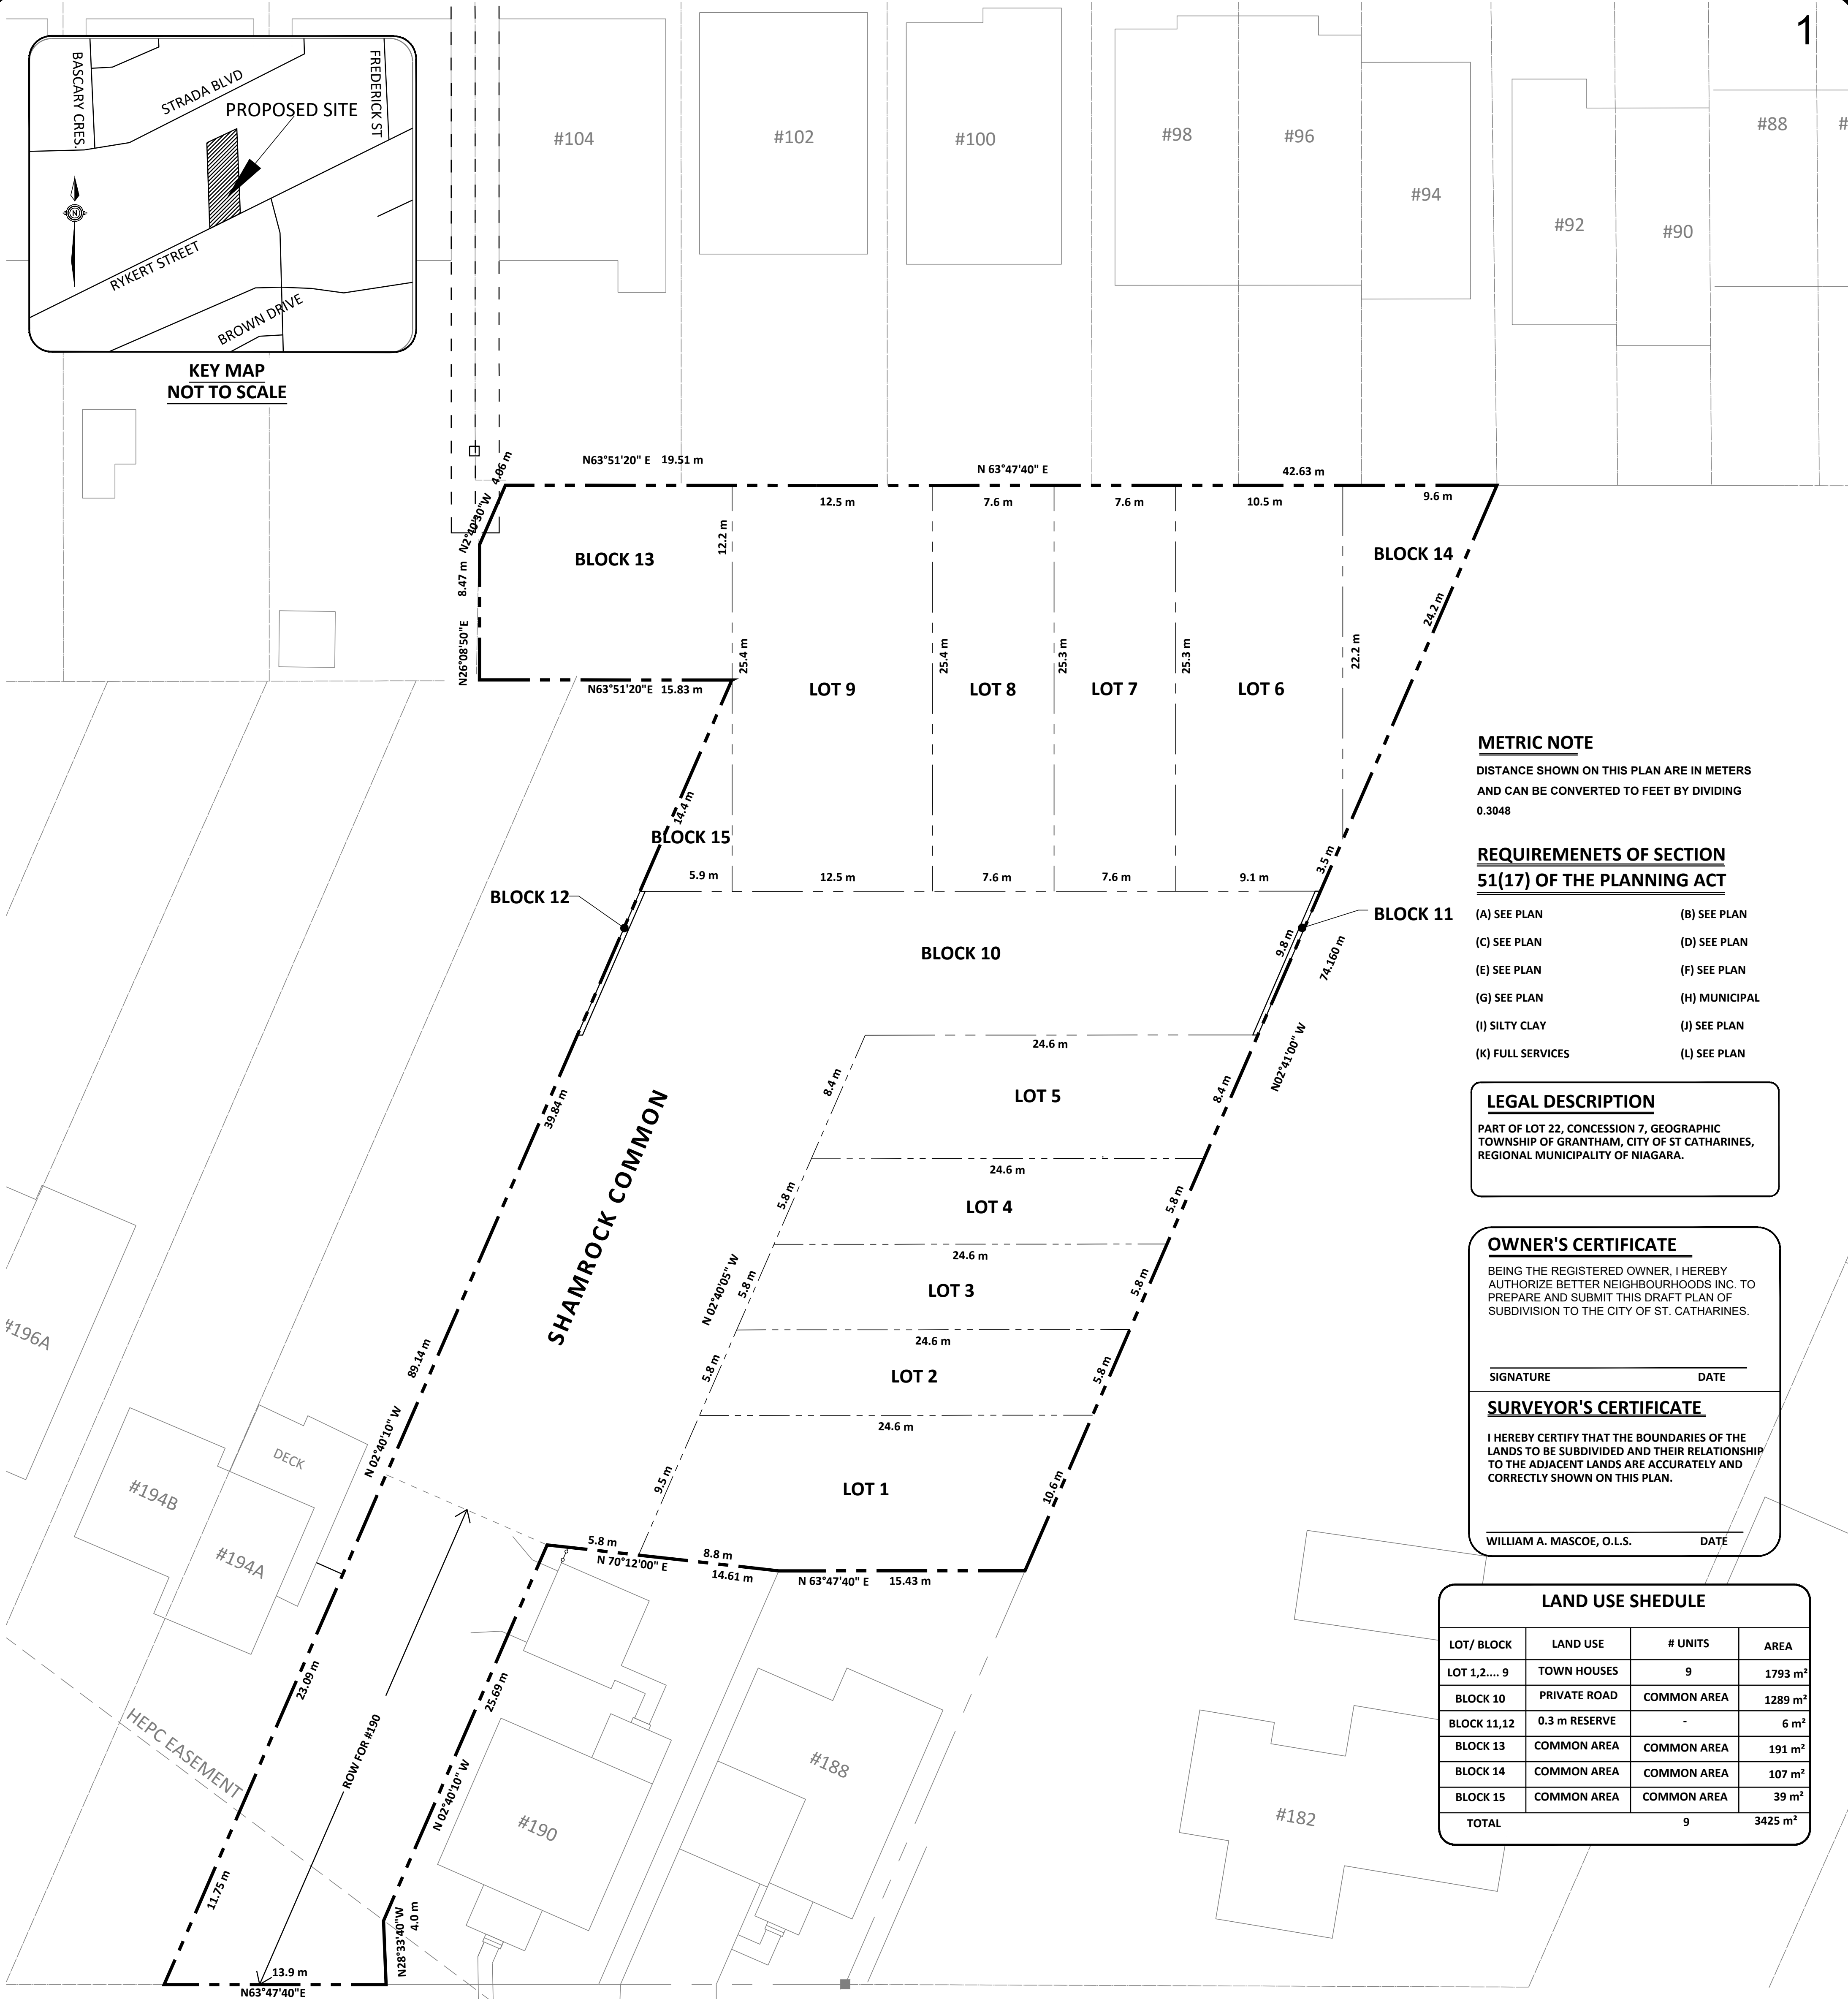 1
BASCARY CRES.
STRADA BLVD
FREDERICK ST
PROPOSED SITE
N
RYKERT STREET
BROWN DRIVE
KEY MAP
NOT TO SCALE
#104
#102
#100
#98
#96
#94
#92
#90
#88
#
N63°51'20" E 19.51 m
N 63°47'40" E
42.63 m
4.06 m
N2°40'30"W
8.47 m
N26°08'50"E
12.5 m
7.6 m
7.6 m
10.5 m
9.6 m
BLOCK 13
12.2 m
BLOCK 14
24.2 m
N63°51'20"E 15.83 m
25.4 m
25.4 m
25.3 m
25.3 m
22.2 m
LOT 9
LOT 8
LOT 7
LOT 6
14.4 m
BLOCK 15
3.5 m
5.9 m
12.5 m
7.6 m
7.6 m
9.1 m
BLOCK 12
BLOCK 11
BLOCK 10
9.8 m
74.160 m
N02°41'00" W
24.6 m
8.4 m
LOT 5
8.4 m
39.84 m
SHAMROCK COMMON
24.6 m
5.8 m
LOT 4
5.8 m
24.6 m
N 02°40'05" W
5.8 m
LOT 3
5.8 m
24.6 m
5.8 m
LOT 2
5.8 m
24.6 m
9.5 m
LOT 1
10.6 m
89.14 m
N 02°40'10" W
5.8 m
N 70°12'00" E
8.8 m
14.61 m
N 63°47'40" E 15.43 m
#196A
#194B
DECK
#194A
23.09 m
25.69 m
ROW FOR #190
HEPC EASEMENT
N 02°40'10" W
#190
#188
#182
11.75 m
N28°33'40"W
4.0 m
13.9 m
N63°47'40"E
METRIC NOTE
DISTANCE SHOWN ON THIS PLAN ARE IN METERS
AND CAN BE CONVERTED TO FEET BY DIVIDING
0.3048
REQUIREMENETS OF SECTION
51(17) OF THE PLANNING ACT
(A) SEE PLAN (B) SEE PLAN
(C) SEE PLAN (D) SEE PLAN
(E) SEE PLAN (F) SEE PLAN
(G) SEE PLAN (H) MUNICIPAL
(I) SILTY CLAY (J) SEE PLAN
(K) FULL SERVICES (L) SEE PLAN
LEGAL DESCRIPTION
PART OF LOT 22, CONCESSION 7, GEOGRAPHIC
TOWNSHIP OF GRANTHAM, CITY OF ST CATHARINES,
REGIONAL MUNICIPALITY OF NIAGARA.
OWNER'S CERTIFICATE
BEING THE REGISTERED OWNER, I HEREBY
AUTHORIZE BETTER NEIGHBOURHOODS INC. TO
PREPARE AND SUBMIT THIS DRAFT PLAN OF
SUBDIVISION TO THE CITY OF ST. CATHARINES.
SIGNATURE DATE
SURVEYOR'S CERTIFICATE
I HEREBY CERTIFY THAT THE BOUNDARIES OF THE
LANDS TO BE SUBDIVIDED AND THEIR RELATIONSHIP
TO THE ADJACENT LANDS ARE ACCURATELY AND
CORRECTLY SHOWN ON THIS PLAN.
WILLIAM A. MASCOE, O.L.S. DATE
LAND USE SHEDULE
LOT/ BLOCK LAND USE # UNITS AREA
LOT 1,2.... 9 TOWN HOUSES 9 1793 m²
BLOCK 10 PRIVATE ROAD COMMON AREA 1289 m²
BLOCK 11,12 0.3 m RESERVE - 6 m²
BLOCK 13 COMMON AREA COMMON AREA 191 m²
BLOCK 14 COMMON AREA COMMON AREA 107 m²
BLOCK 15 COMMON AREA COMMON AREA 39 m²
TOTAL 9 3425 m²